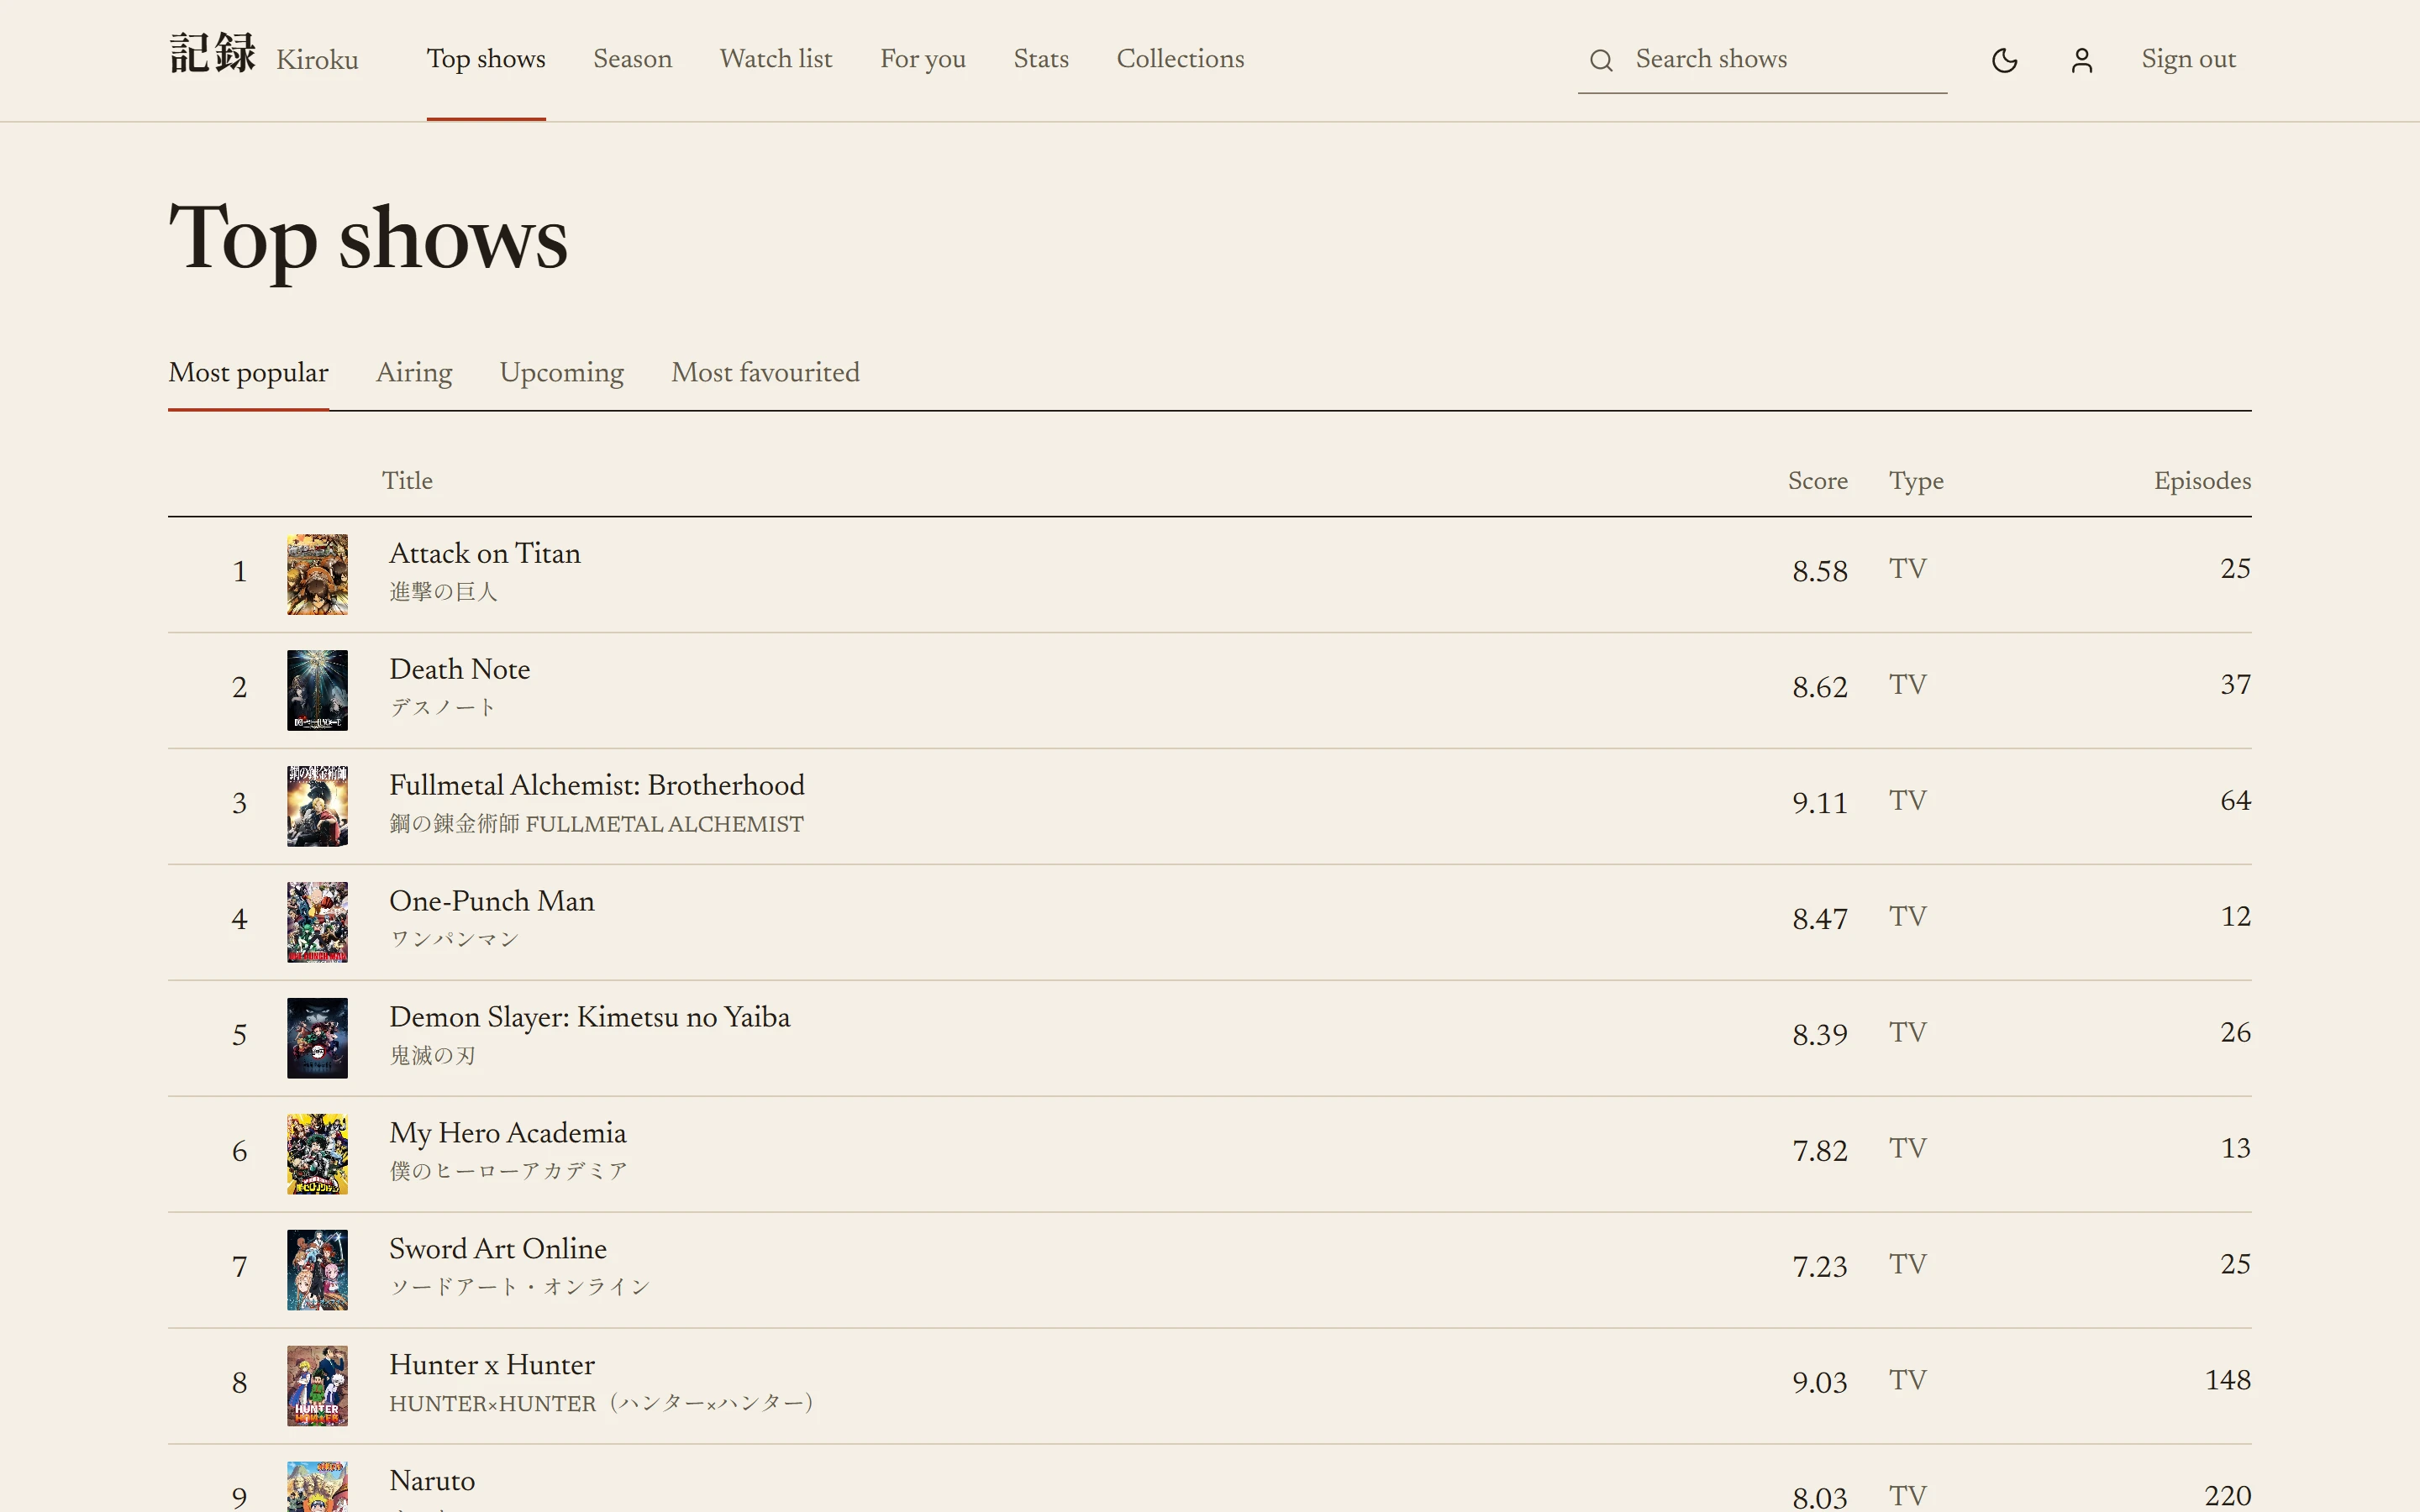 記録 Kiroku Top shows Season Watch list For you Stats Collections Search shows Sign out
Top shows
Most popular Airing Upcoming Most favourited
Title Score Type Episodes
1 Attack on Titan 8.58 TV 25
進撃の巨人
2 Death Note 8.62 TV 37
デスノート
3 Fullmetal Alchemist: Brotherhood 9.11 TV 64
鋼の錬金術師 FULLMETAL ALCHEMIST
4 One-Punch Man 8.47 TV 12
ワンパンマン
5 Demon Slayer: Kimetsu no Yaiba 8.39 TV 26
鬼滅の刃
6 My Hero Academia 7.82 TV 13
僕のヒーローアカデミア
7 Sword Art Online 7.23 TV 25
ソードアート・オンライン
8 Hunter x Hunter 9.03 TV 148
HUNTER×HUNTER（ハンター×ハンター）
9 Naruto 8.03 TV 220